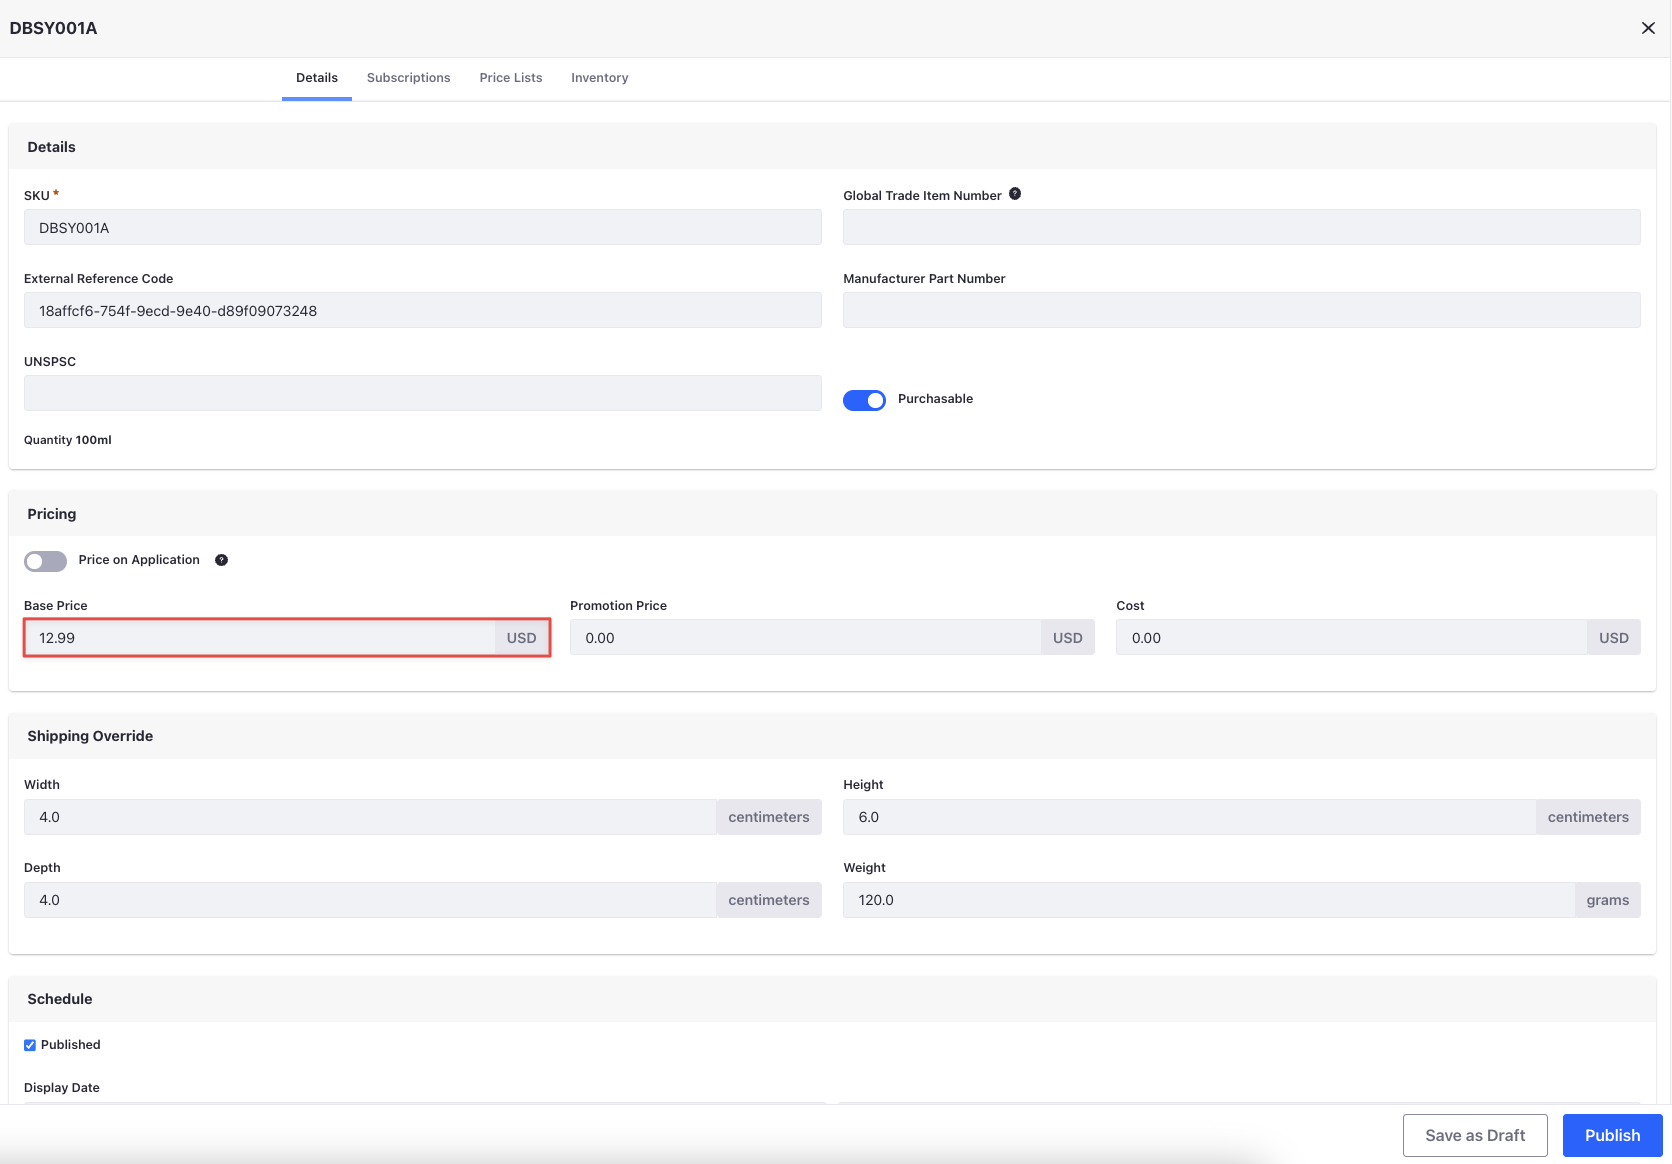 DBSY001A
Details Subscriptions Price Lists Inventory
Details
SKU *
DBSY001A
Global Trade Item Number ?
External Reference Code
18affcf6-754f-9ecd-9e40-d89f09073248
Manufacturer Part Number
UNSPSC
Purchasable
Quantity 100ml
Pricing
Price on Application ?
Base Price
12.99 USD
Promotion Price
0.00 USD
Cost
0.00 USD
Shipping Override
Width
4.0 centimeters
Height
6.0 centimeters
Depth
4.0 centimeters
Weight
120.0 grams
Schedule
Published
Display Date
Save as Draft Publish